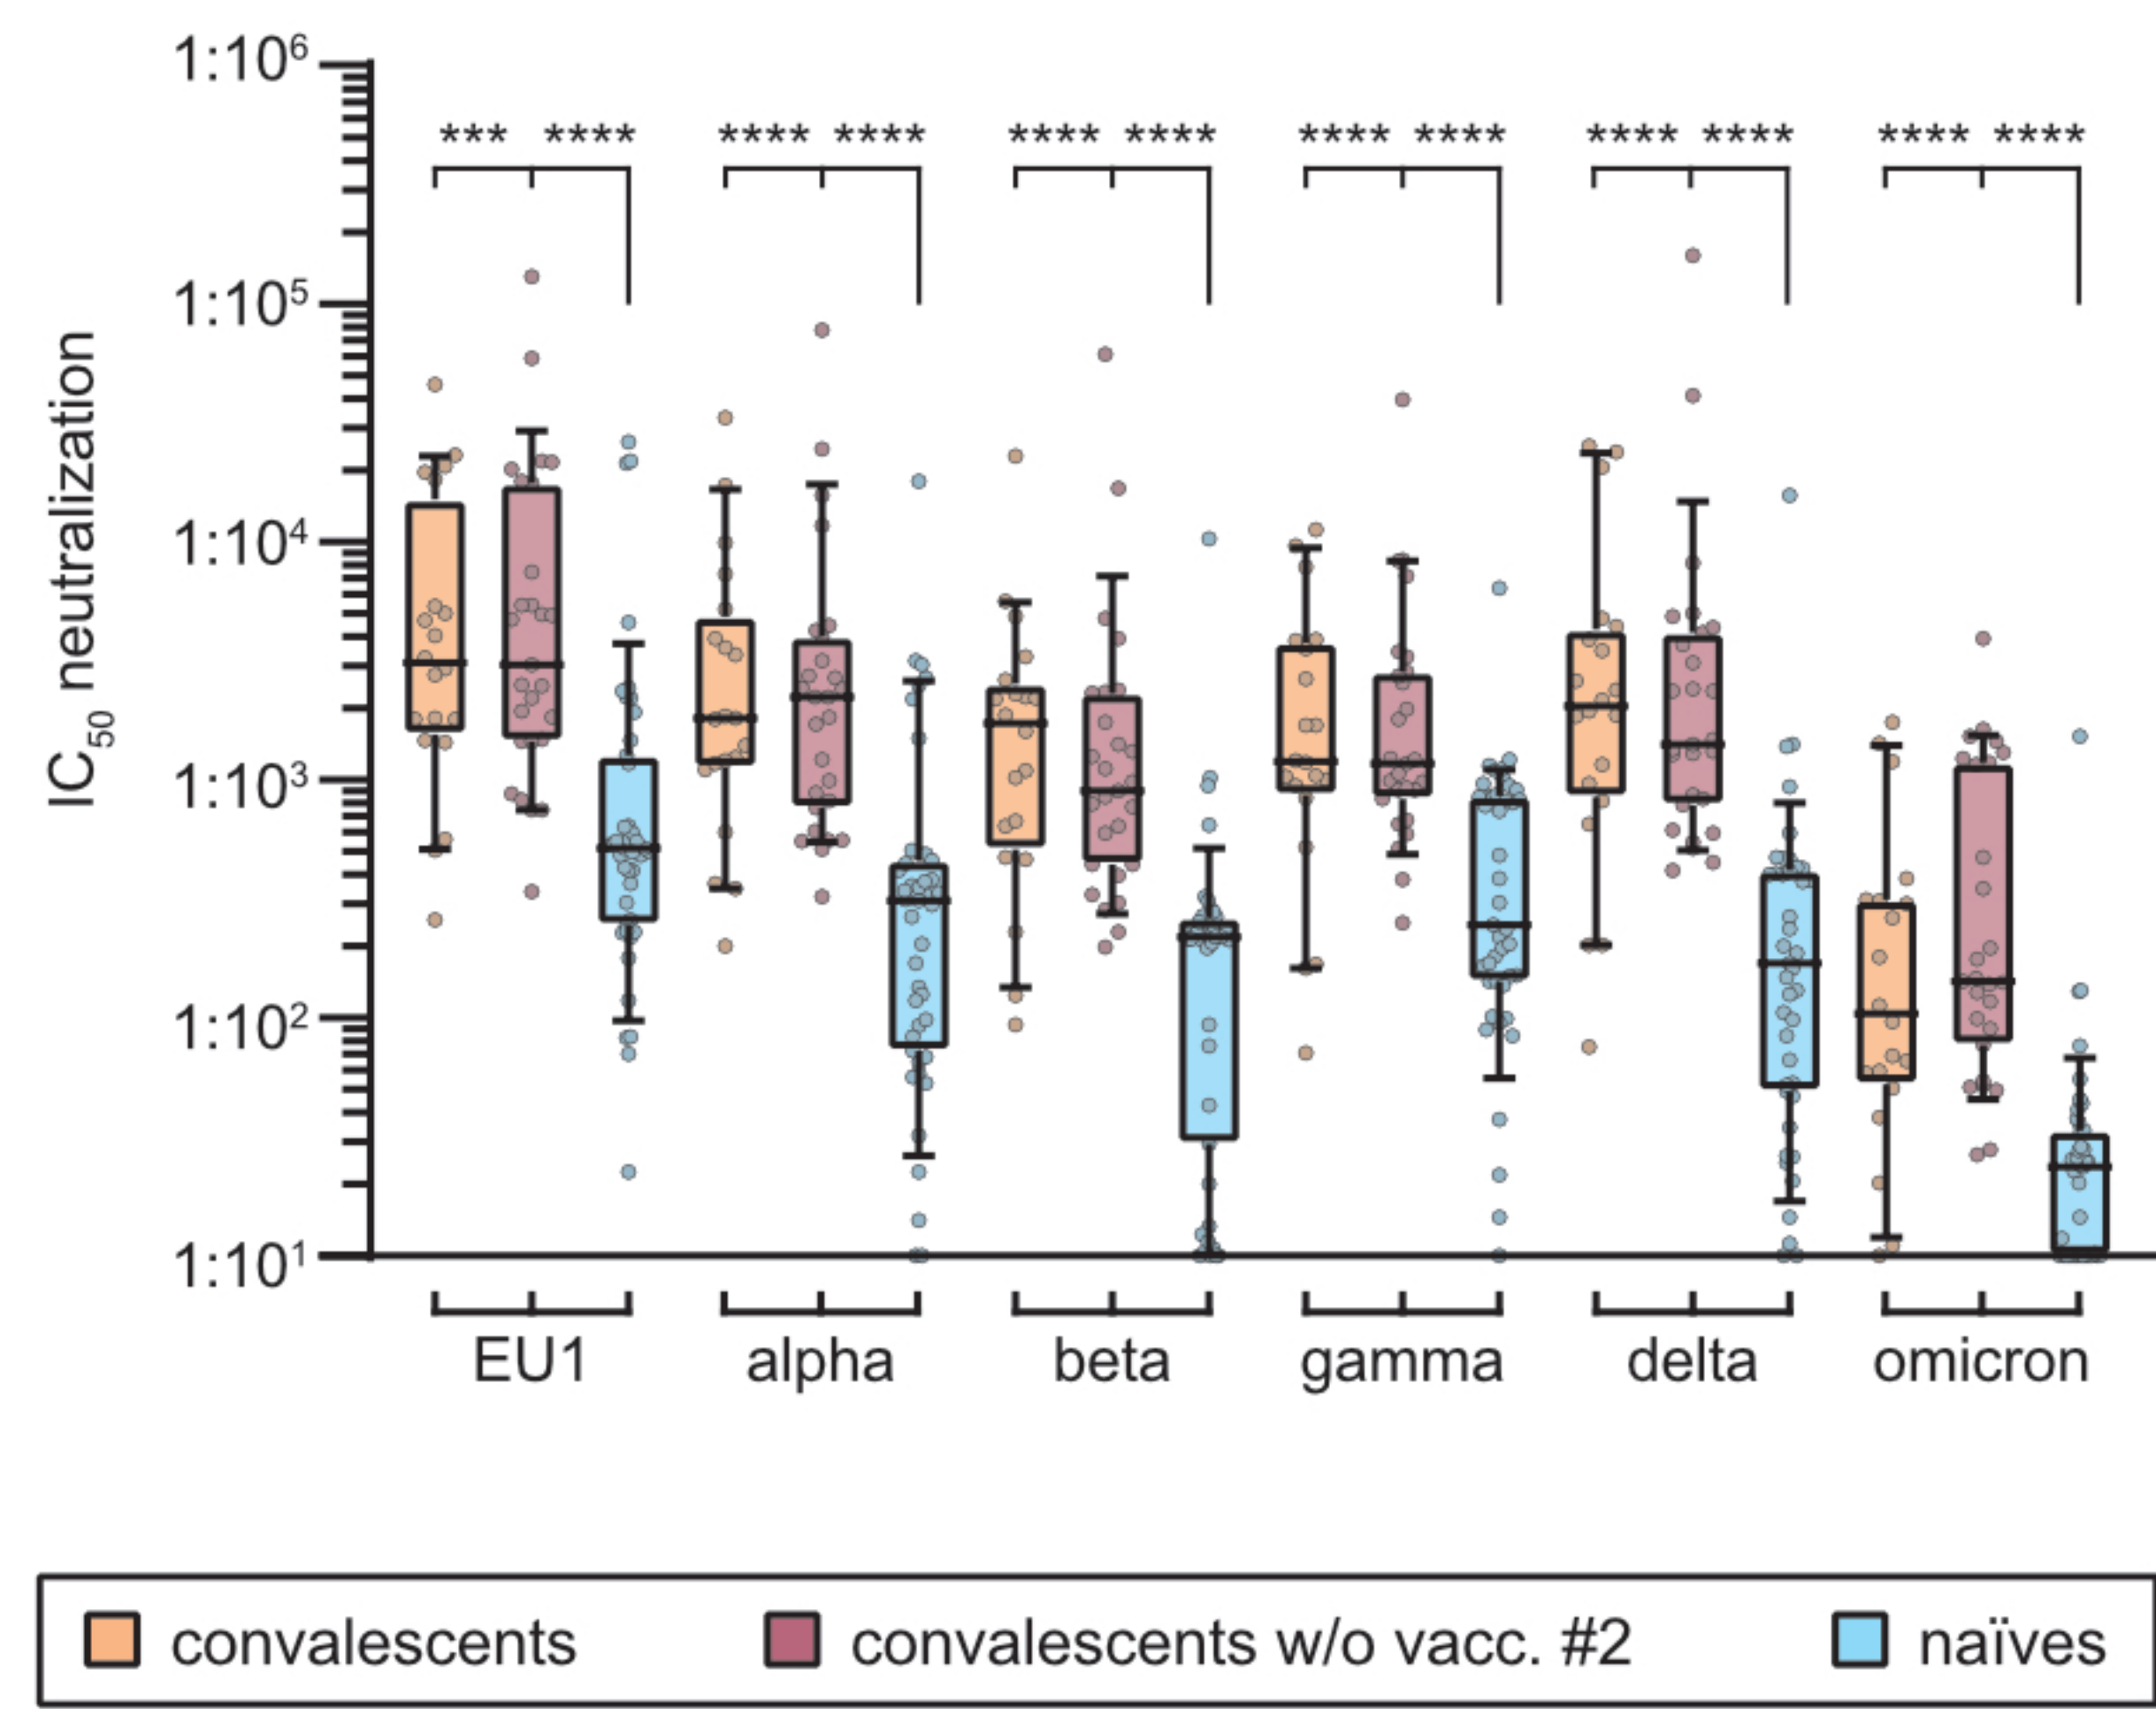 1:10⁶
*** **** **** **** **** **** **** **** **** **** **** ****
1:10⁵
1:10⁴
1:10³
1:10²
1:10¹
IC₅₀ neutralization
EU1 alpha beta gamma delta omicron
convalescents convalescents w/o vacc. #2 naïves